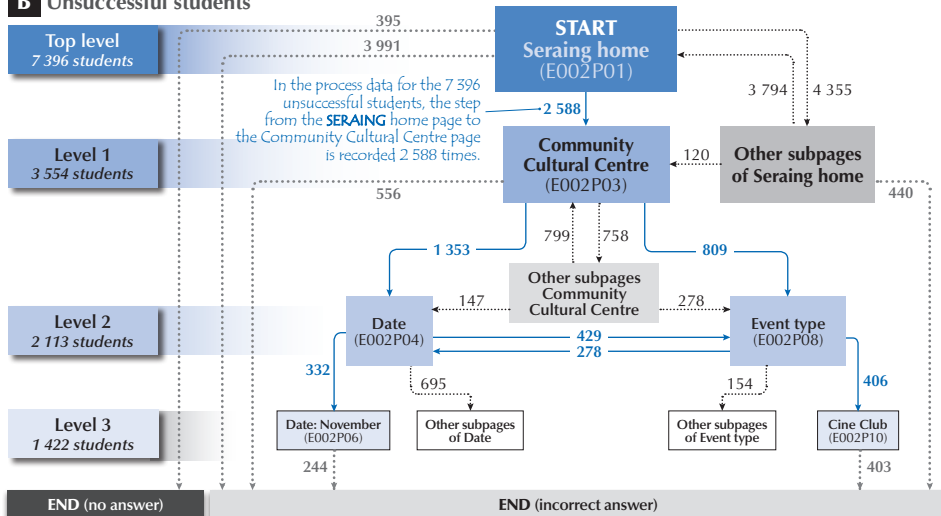 B Unsuccessful students
395
START
Seraing home
(E002P01)
Top level
7 396 students
3 991
In the process data for the 7 396
unsuccessful students, the step
from the SERAING home page to
the Community Cultural Centre page
is recorded 2 588 times.
2 588
3 794
4 355
Level 1
3 554 students
Community
Cultural Centre
(E002P03)
120
Other subpages
of Seraing home
556
440
1 353
799
758
809
Other subpages
Community
Cultural Centre
147
278
Level 2
2 113 students
Date
(E002P04)
429
278
Event type
(E002P08)
332
695
154
406
Level 3
1 422 students
Date: November
(E002P06)
Other subpages
of Date
Other subpages
of Event type
Cine Club
(E002P10)
244
403
END (no answer)
END (incorrect answer)